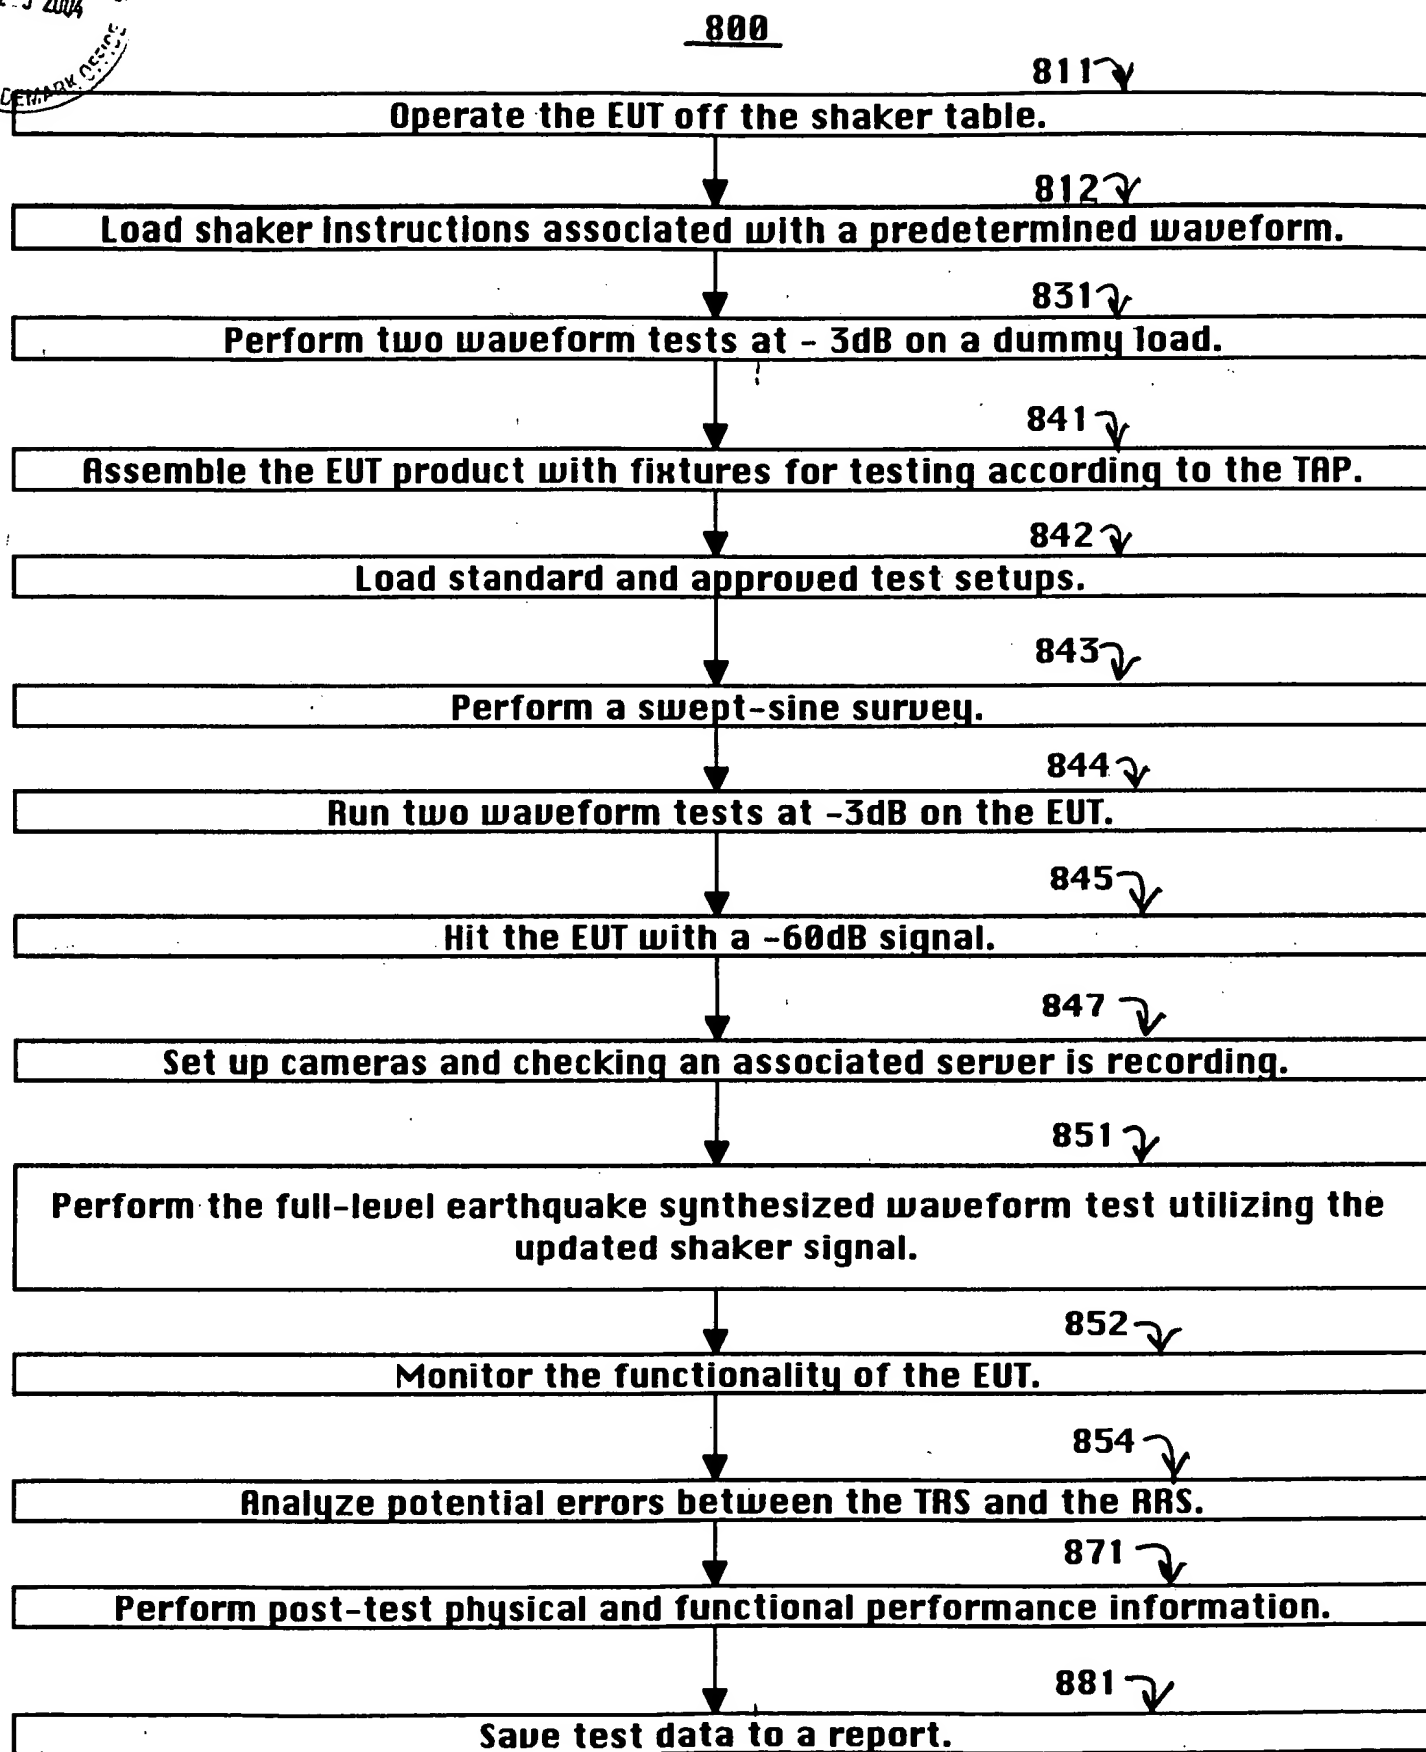 2004
DEMARK OFFICE
800
811
Operate the EUT off the shaker table.
812
Load shaker instructions associated with a predetermined waveform.
831
Perform two waveform tests at - 3dB on a dummy load.
841
Assemble the EUT product with fixtures for testing according to the TAP.
842
Load standard and approved test setups.
843
Perform a swept-sine survey.
844
Run two waveform tests at -3dB on the EUT.
845
Hit the EUT with a -60dB signal.
847
Set up cameras and checking an associated server is recording.
851
Perform the full-level earthquake synthesized waveform test utilizing the
updated shaker signal.
852
Monitor the functionality of the EUT.
854
Analyze potential errors between the TRS and the RRS.
871
Perform post-test physical and functional performance information.
881
Save test data to a report.